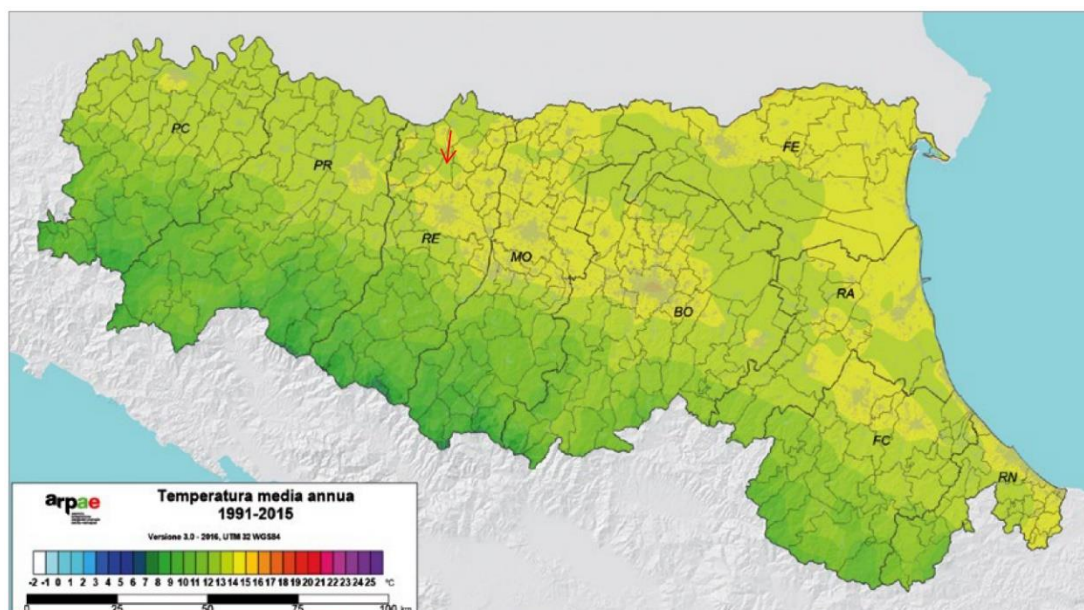 PC
PR
RE
MO
BO
FE
RA
FC
RN
arpae
Temperatura media annua
1991-2015
Versione 3.0 - 2016, UTM 32 WGS84
-2 -1 0 1 2 3 4 5 6 7 8 9 10 11 12 13 14 15 16 17 18 19 20 21 22 23 24 25 °C
0 25 50 75 100 km